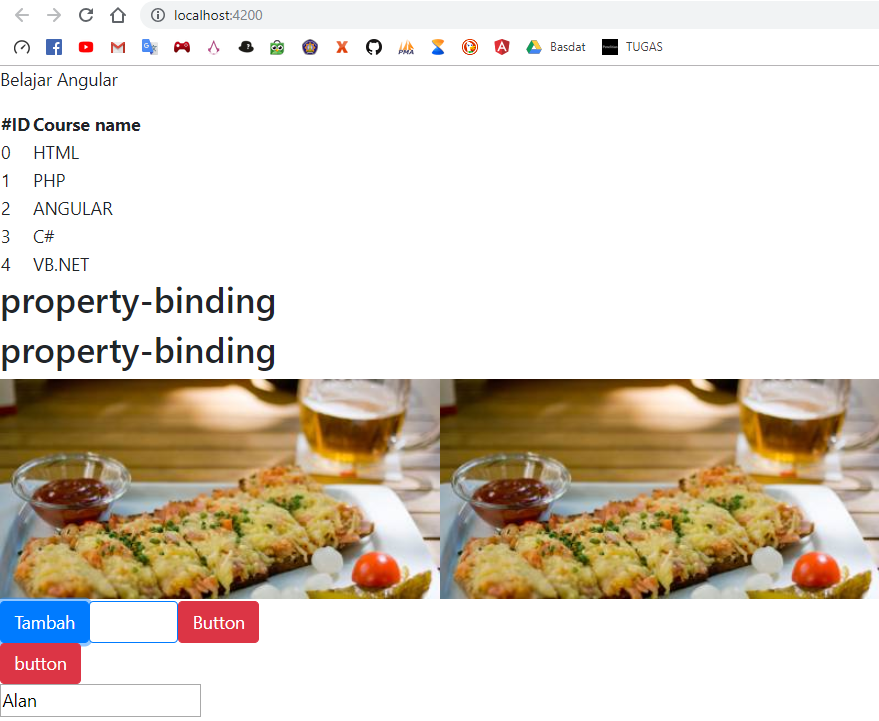 localhost:4200
PMA
Basdat
TUGAS
Belajar Angular
#ID Course name
0 HTML
1 PHP
2 ANGULAR
3 C#
4 VB.NET
property-binding
property-binding
Tambah Button
button
Alan